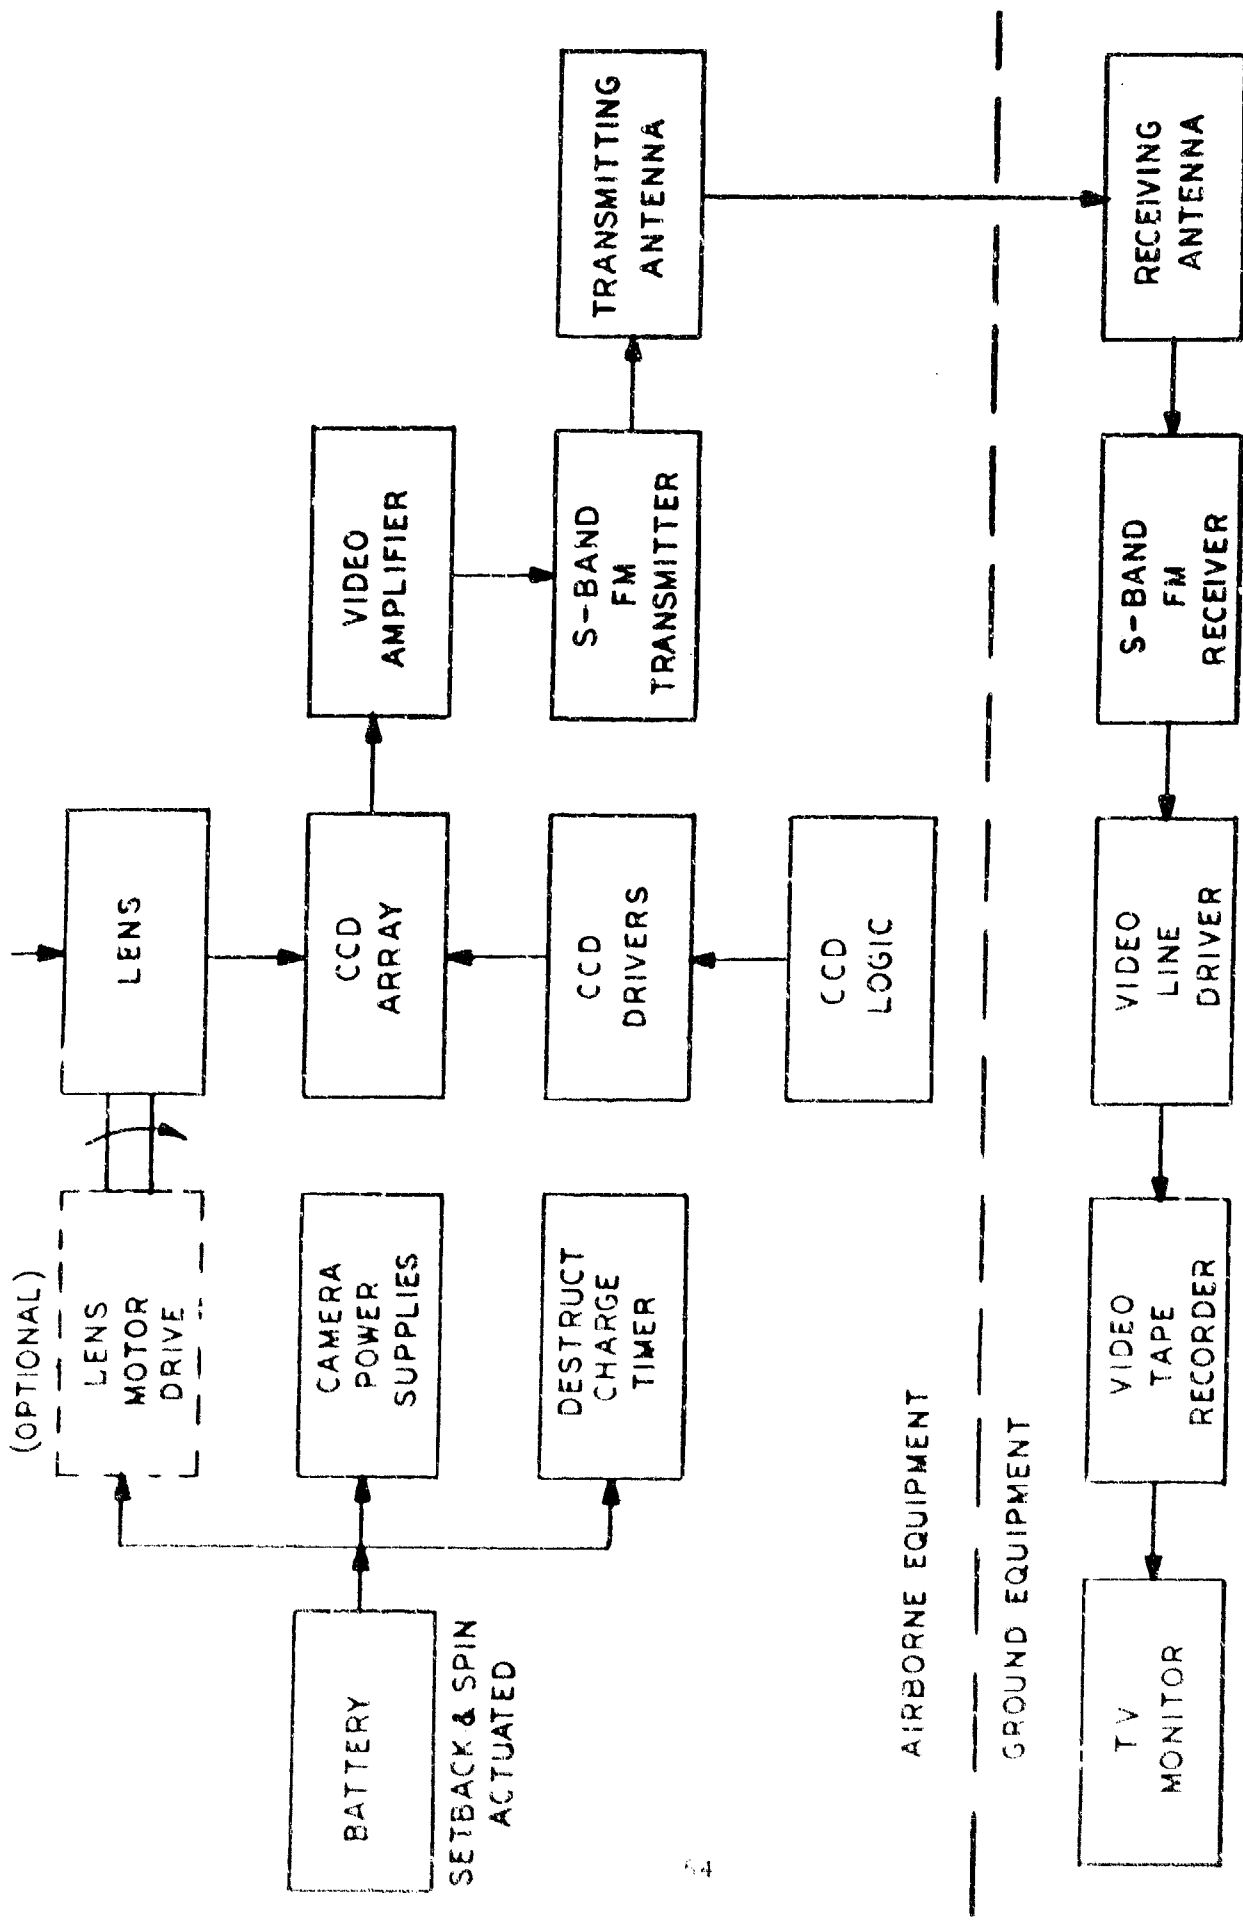 (OPTIONAL)
LENS
MOTOR
DRIVE
LENS
BATTERY
SETBACK & SPIN
ACTUATED
CAMERA
POWER
SUPPLIES
CCD
ARRAY
VIDEO
AMPLIFIER
DESTRUCT
CHARGE
TIMER
CCD
DRIVERS
S-BAND
FM
TRANSMITTER
TRANSMITTING
ANTENNA
CCD
LOGIC
AIRBORNE EQUIPMENT
GROUND EQUIPMENT
TV
MONITOR
VIDEO
TAPE
RECORDER
VIDEO
LINE
DRIVER
S-BAND
FM
RECEIVER
RECEIVING
ANTENNA